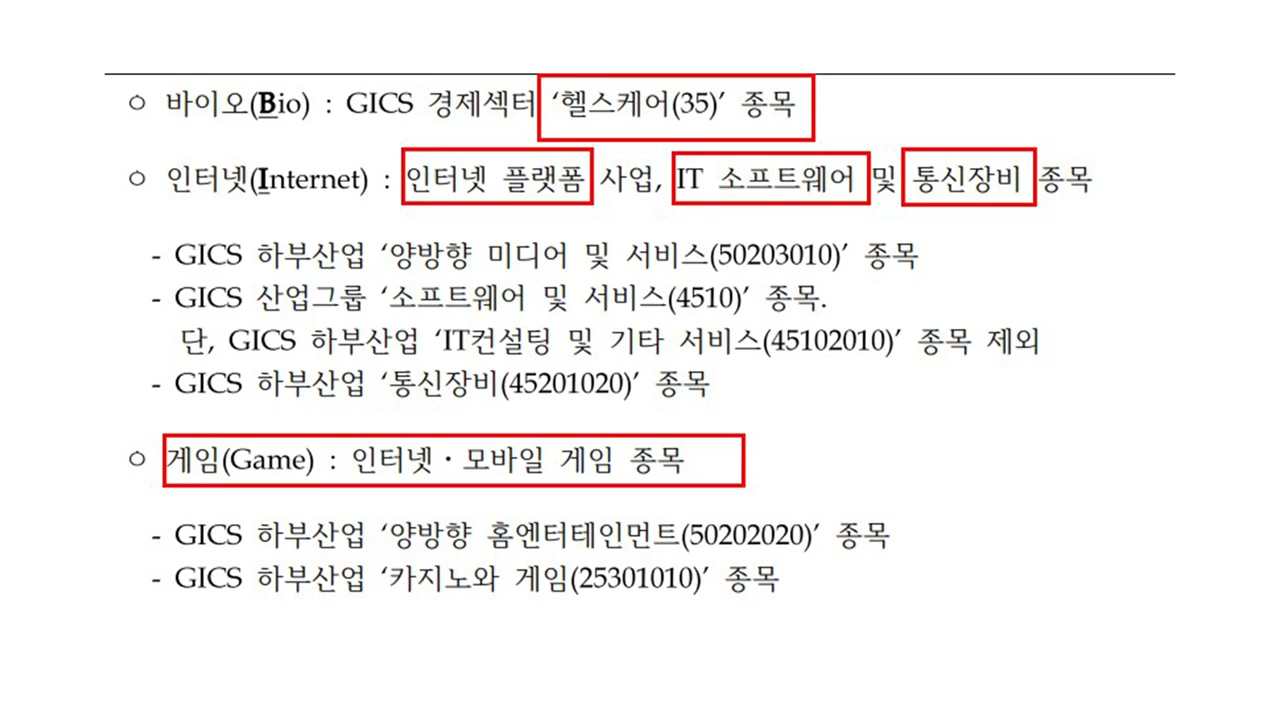 ○ 바이오(Bio) : GICS 경제섹터 ‘헬스케어(35)’ 종목
○ 인터넷(Internet) : 인터넷 플랫폼 사업, IT 소프트웨어 및 통신장비 종목
- GICS 하부산업 ‘양방향 미디어 및 서비스(50203010)’ 종목
- GICS 산업그룹 ‘소프트웨어 및 서비스(4510)’ 종목.
단, GICS 하부산업 ‘IT컨설팅 및 기타 서비스(45102010)’ 종목 제외
- GICS 하부산업 ‘통신장비(45201020)’ 종목
○ 게임(Game) : 인터넷・모바일 게임 종목
- GICS 하부산업 ‘양방향 홈엔터테인먼트(50202020)’ 종목
- GICS 하부산업 ‘카지노와 게임(25301010)’ 종목